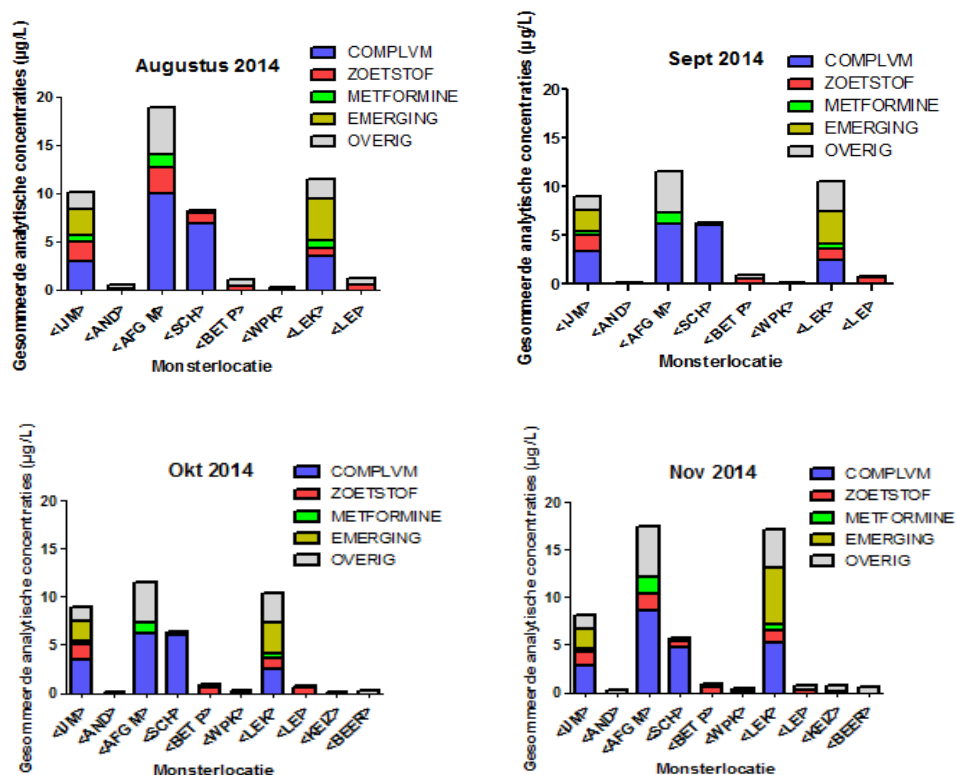 Augustus 2014
COMPLVM
ZOETSTOF
METFORMINE
EMERGING
OVERIG
Gesommeerde analytische concentraties (µg/L)
20
15
10
5
0
<IJM>
<AND>
<AFG M>
<SCH>
<BET P>
<WPK>
<LEK>
<LEI>
Monsterlocatie
Sept 2014
COMPLVM
ZOETSTOF
METFORMINE
EMERGING
OVERIG
Gesommeerde analytische concentraties (µg/L)
20
15
10
5
0
<IJM>
<AND>
<AFG M>
<SCH>
<BET P>
<WPK>
<LEK>
<LEI>
Monsterlocatie
Okt 2014
COMPLVM
ZOETSTOF
METFORMINE
EMERGING
OVERIG
Gesommeerde analytische concentraties (µg/L)
20
15
10
5
0
<IJM>
<AND>
<AFG M>
<SCH>
<BET P>
<WPK>
<LEK>
<LEI>
<KEIZ>
<BEER>
Monsterlocatie
Nov 2014
COMPLVM
ZOETSTOF
METFORMINE
EMERGING
OVERIG
Gesommeerde analytische concentraties (µg/L)
20
15
10
5
0
<IJM>
<AND>
<AFG M>
<SCH>
<BET P>
<WPK>
<LEK>
<LEI>
<KEIZ>
<BEER>
Monsterlocatie